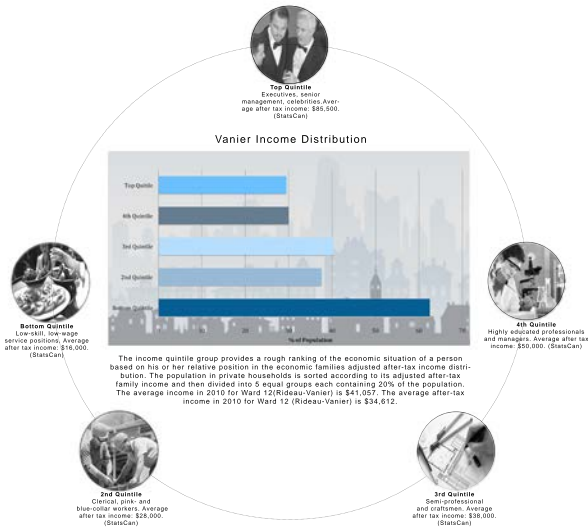 Top Quintile
Executives, senior
management, celebrities.Aver-
age after tax income: $85,500.
(StatsCan)
Vanier Income Distribution
Top Quintile
4th Quintile
3rd Quintile
2nd Quintile
Bottom Quintile
10
20
30
40
50
60
% of Population
Bottom Quintile
Low-skill, low-wage
service positions, Average
after tax income: $16,000.
(StatsCan)
4th Quintile
Highly educated professionals
and managers. Average after tax
income: $50,000. (StatsCan)
The income quintile group provides a rough ranking of the economic situation of a person
based on his or her relative position in the economic families adjusted after-tax income distri-
bution. The population in private households is sorted according to its adjusted after-tax
family income and then divided into 5 equal groups each containing 20% of the population.
The average income in 2010 for Ward 12(Rideau-Vanier) is $41,057. The average after-tax
income in 2010 for Ward 12 (Rideau-Vanier) is $34,612.
2nd Quintile
Clerical, pink- and
blue-collar workers. Average
after tax income: $28,000.
(StatsCan)
3rd Quintile
Semi-professional
and craftsmen. Average
after tax income: $38,000.
(StatsCan)